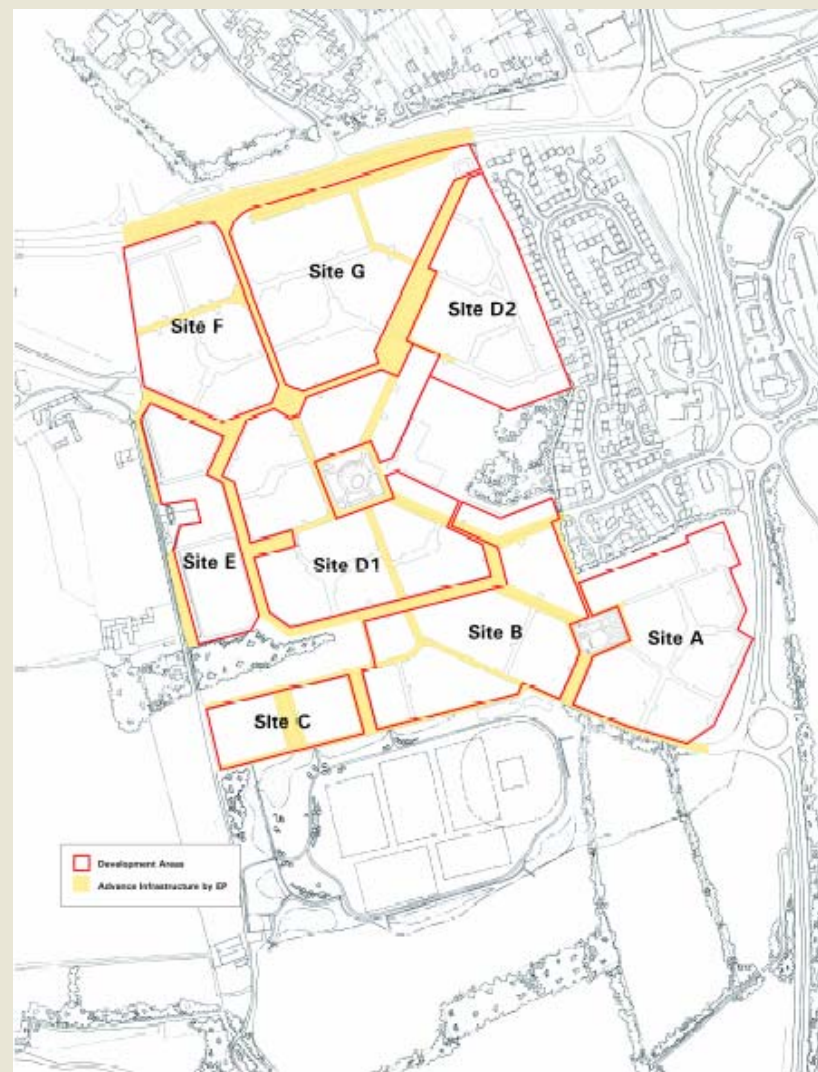 Site G
Site D2
Site F
Site E
Site D1
Site B
Site A
Site C
Development Areas
Advance Infrastructure by EP